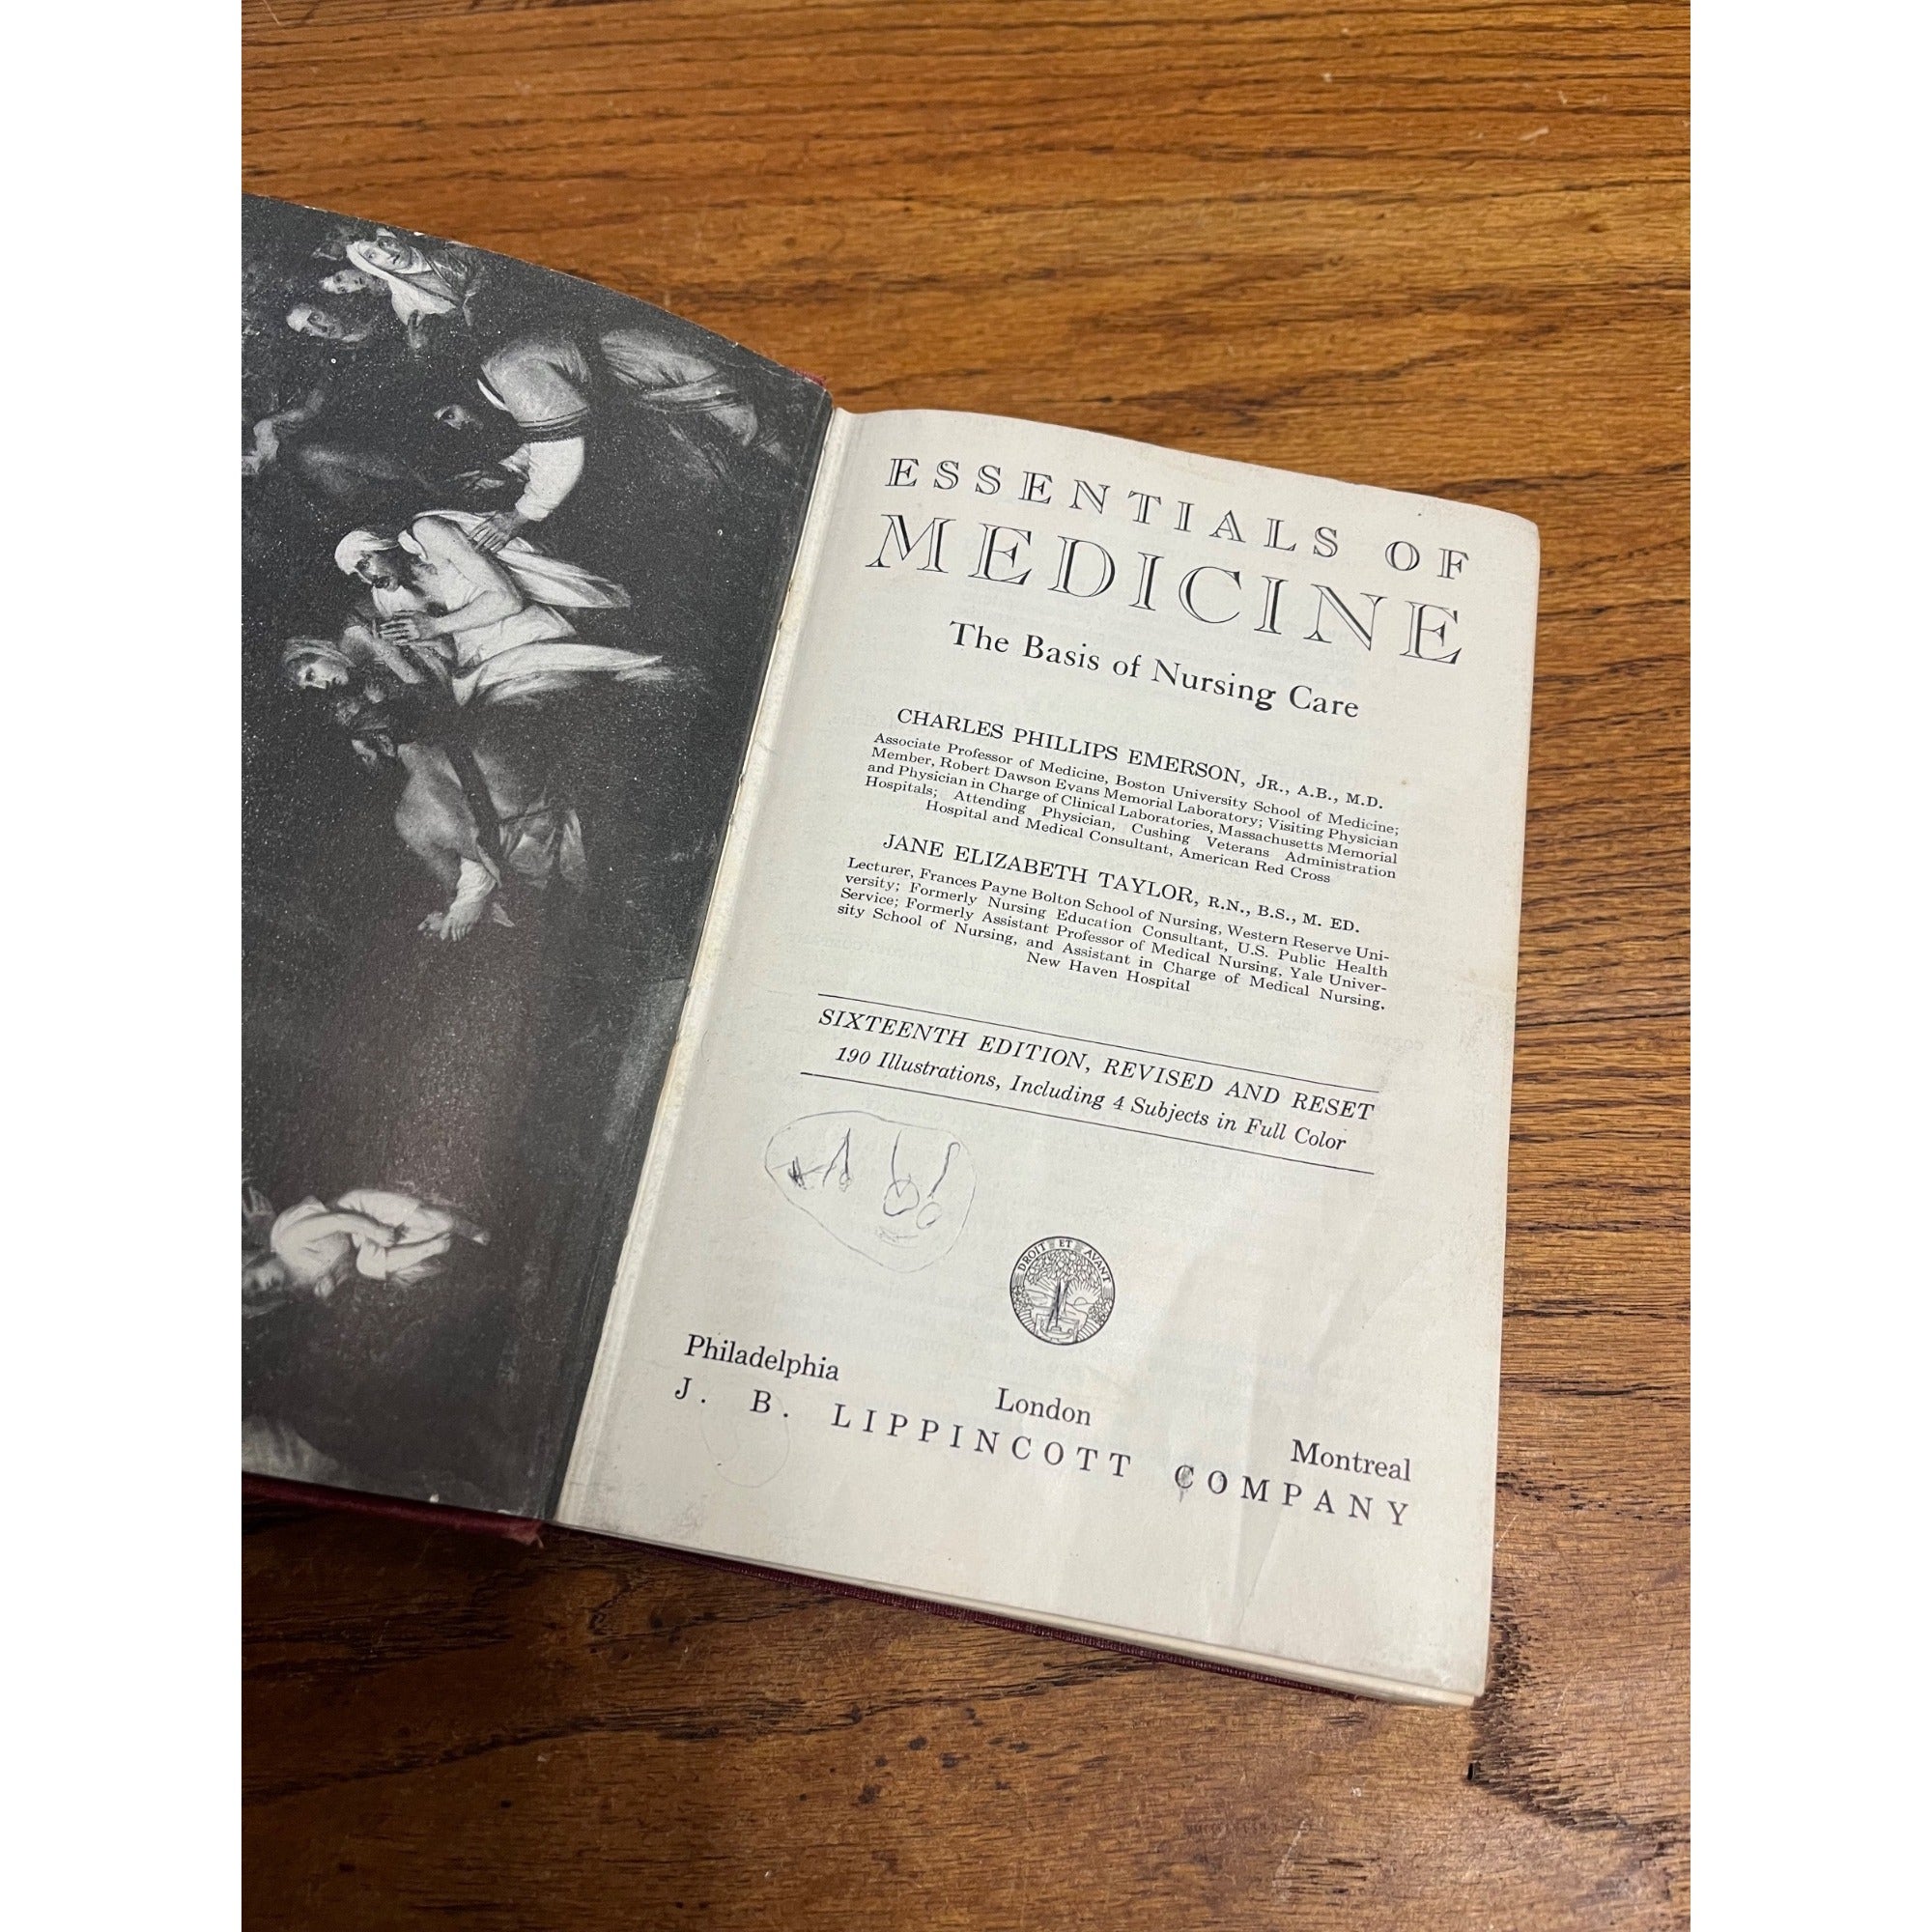 ESSENTIALS OF
MEDICINE
The Basis of Nursing Care
CHARLES PHILLIPS EMERSON, JR., A.B., M.D.
Associate Professor of Medicine, Boston University School of Medicine;
Member, Robert Dawson Evans Memorial Laboratory; Visiting Physician
and Physician in Charge of Clinical Laboratories, Massachusetts Memorial
Hospitals; Attending Physician, Cushing Veterans Administration
Hospital and Medical Consultant, American Red Cross
JANE ELIZABETH TAYLOR, R.N., B.S., M. ED.
Lecturer, Frances Payne Bolton School of Nursing, Western Reserve Uni-
versity; Formerly Nursing Education Consultant, U.S. Public Health
Service; Formerly Assistant Professor of Medical Nursing, Yale Univer-
sity School of Nursing, and Assistant in Charge of Medical Nursing,
New Haven Hospital
SIXTEENTH EDITION, REVISED AND RESET
190 Illustrations, Including 4 Subjects in Full Color
DROIT ET AVANT
Philadelphia London Montreal
J. B. LIPPINCOTT COMPANY